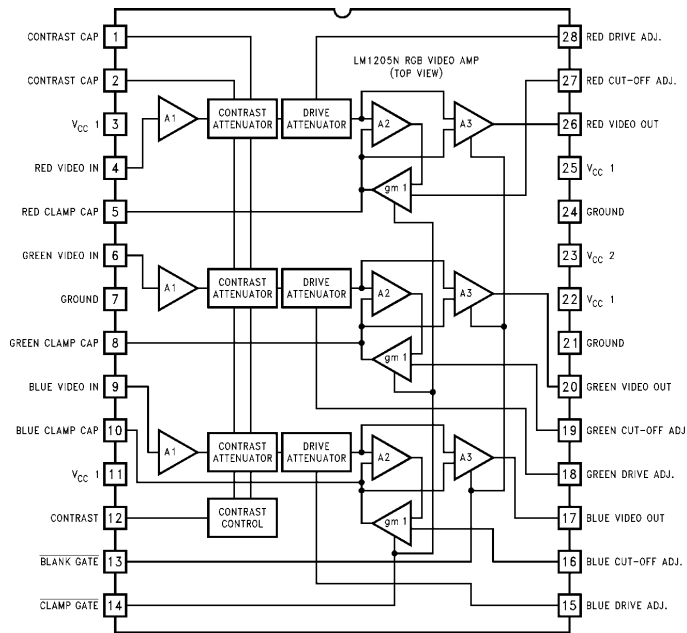 LM1205N RGB VIDEO AMP
(TOP VIEW)
CONTRAST CAP 1
CONTRAST CAP 2
VCC 1 3
RED VIDEO IN 4
RED CLAMP CAP 5
GREEN VIDEO IN 6
GROUND 7
GREEN CLAMP CAP 8
BLUE VIDEO IN 9
BLUE CLAMP CAP 10
VCC 1 11
CONTRAST 12
BLANK GATE 13
CLAMP GATE 14
A1
CONTRAST
ATTENUATOR
DRIVE
ATTENUATOR
A2
A3
gm 1
A1
CONTRAST
ATTENUATOR
DRIVE
ATTENUATOR
A2
A3
gm 1
A1
CONTRAST
ATTENUATOR
DRIVE
ATTENUATOR
A2
A3
gm 1
CONTRAST
CONTROL
28 RED DRIVE ADJ.
27 RED CUT-OFF ADJ.
26 RED VIDEO OUT
25 VCC 1
24 GROUND
23 VCC 2
22 VCC 1
21 GROUND
20 GREEN VIDEO OUT
19 GREEN CUT-OFF ADJ
18 GREEN DRIVE ADJ.
17 BLUE VIDEO OUT
16 BLUE CUT-OFF ADJ.
15 BLUE DRIVE ADJ.